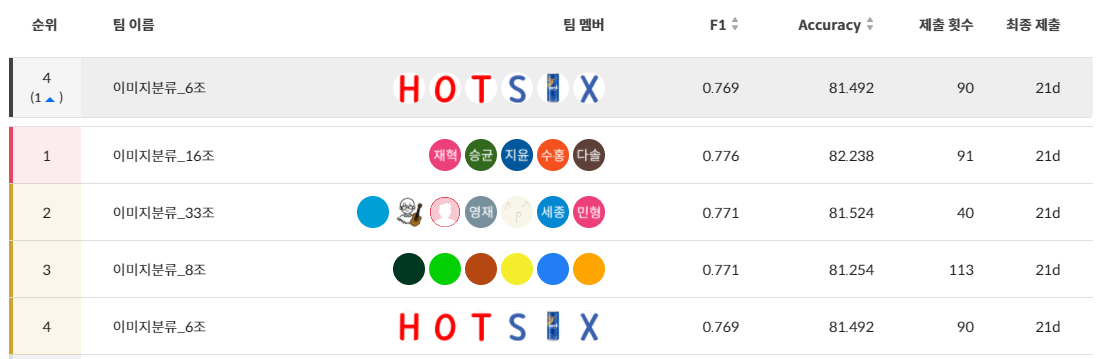 순위 팀 이름 팀 멤버 F1 Accuracy 제출 횟수 최종 제출
4 (1 ▲) 이미지분류_6조 H O T S I X 0.769 81.492 90 21d
1 이미지분류_16조 재혁 승균 지윤 수홍 다솔 0.776 82.238 91 21d
2 이미지분류_33조 영재 세종 민형 0.771 81.524 40 21d
3 이미지분류_8조 0.771 81.254 113 21d
4 이미지분류_6조 H O T S I X 0.769 81.492 90 21d